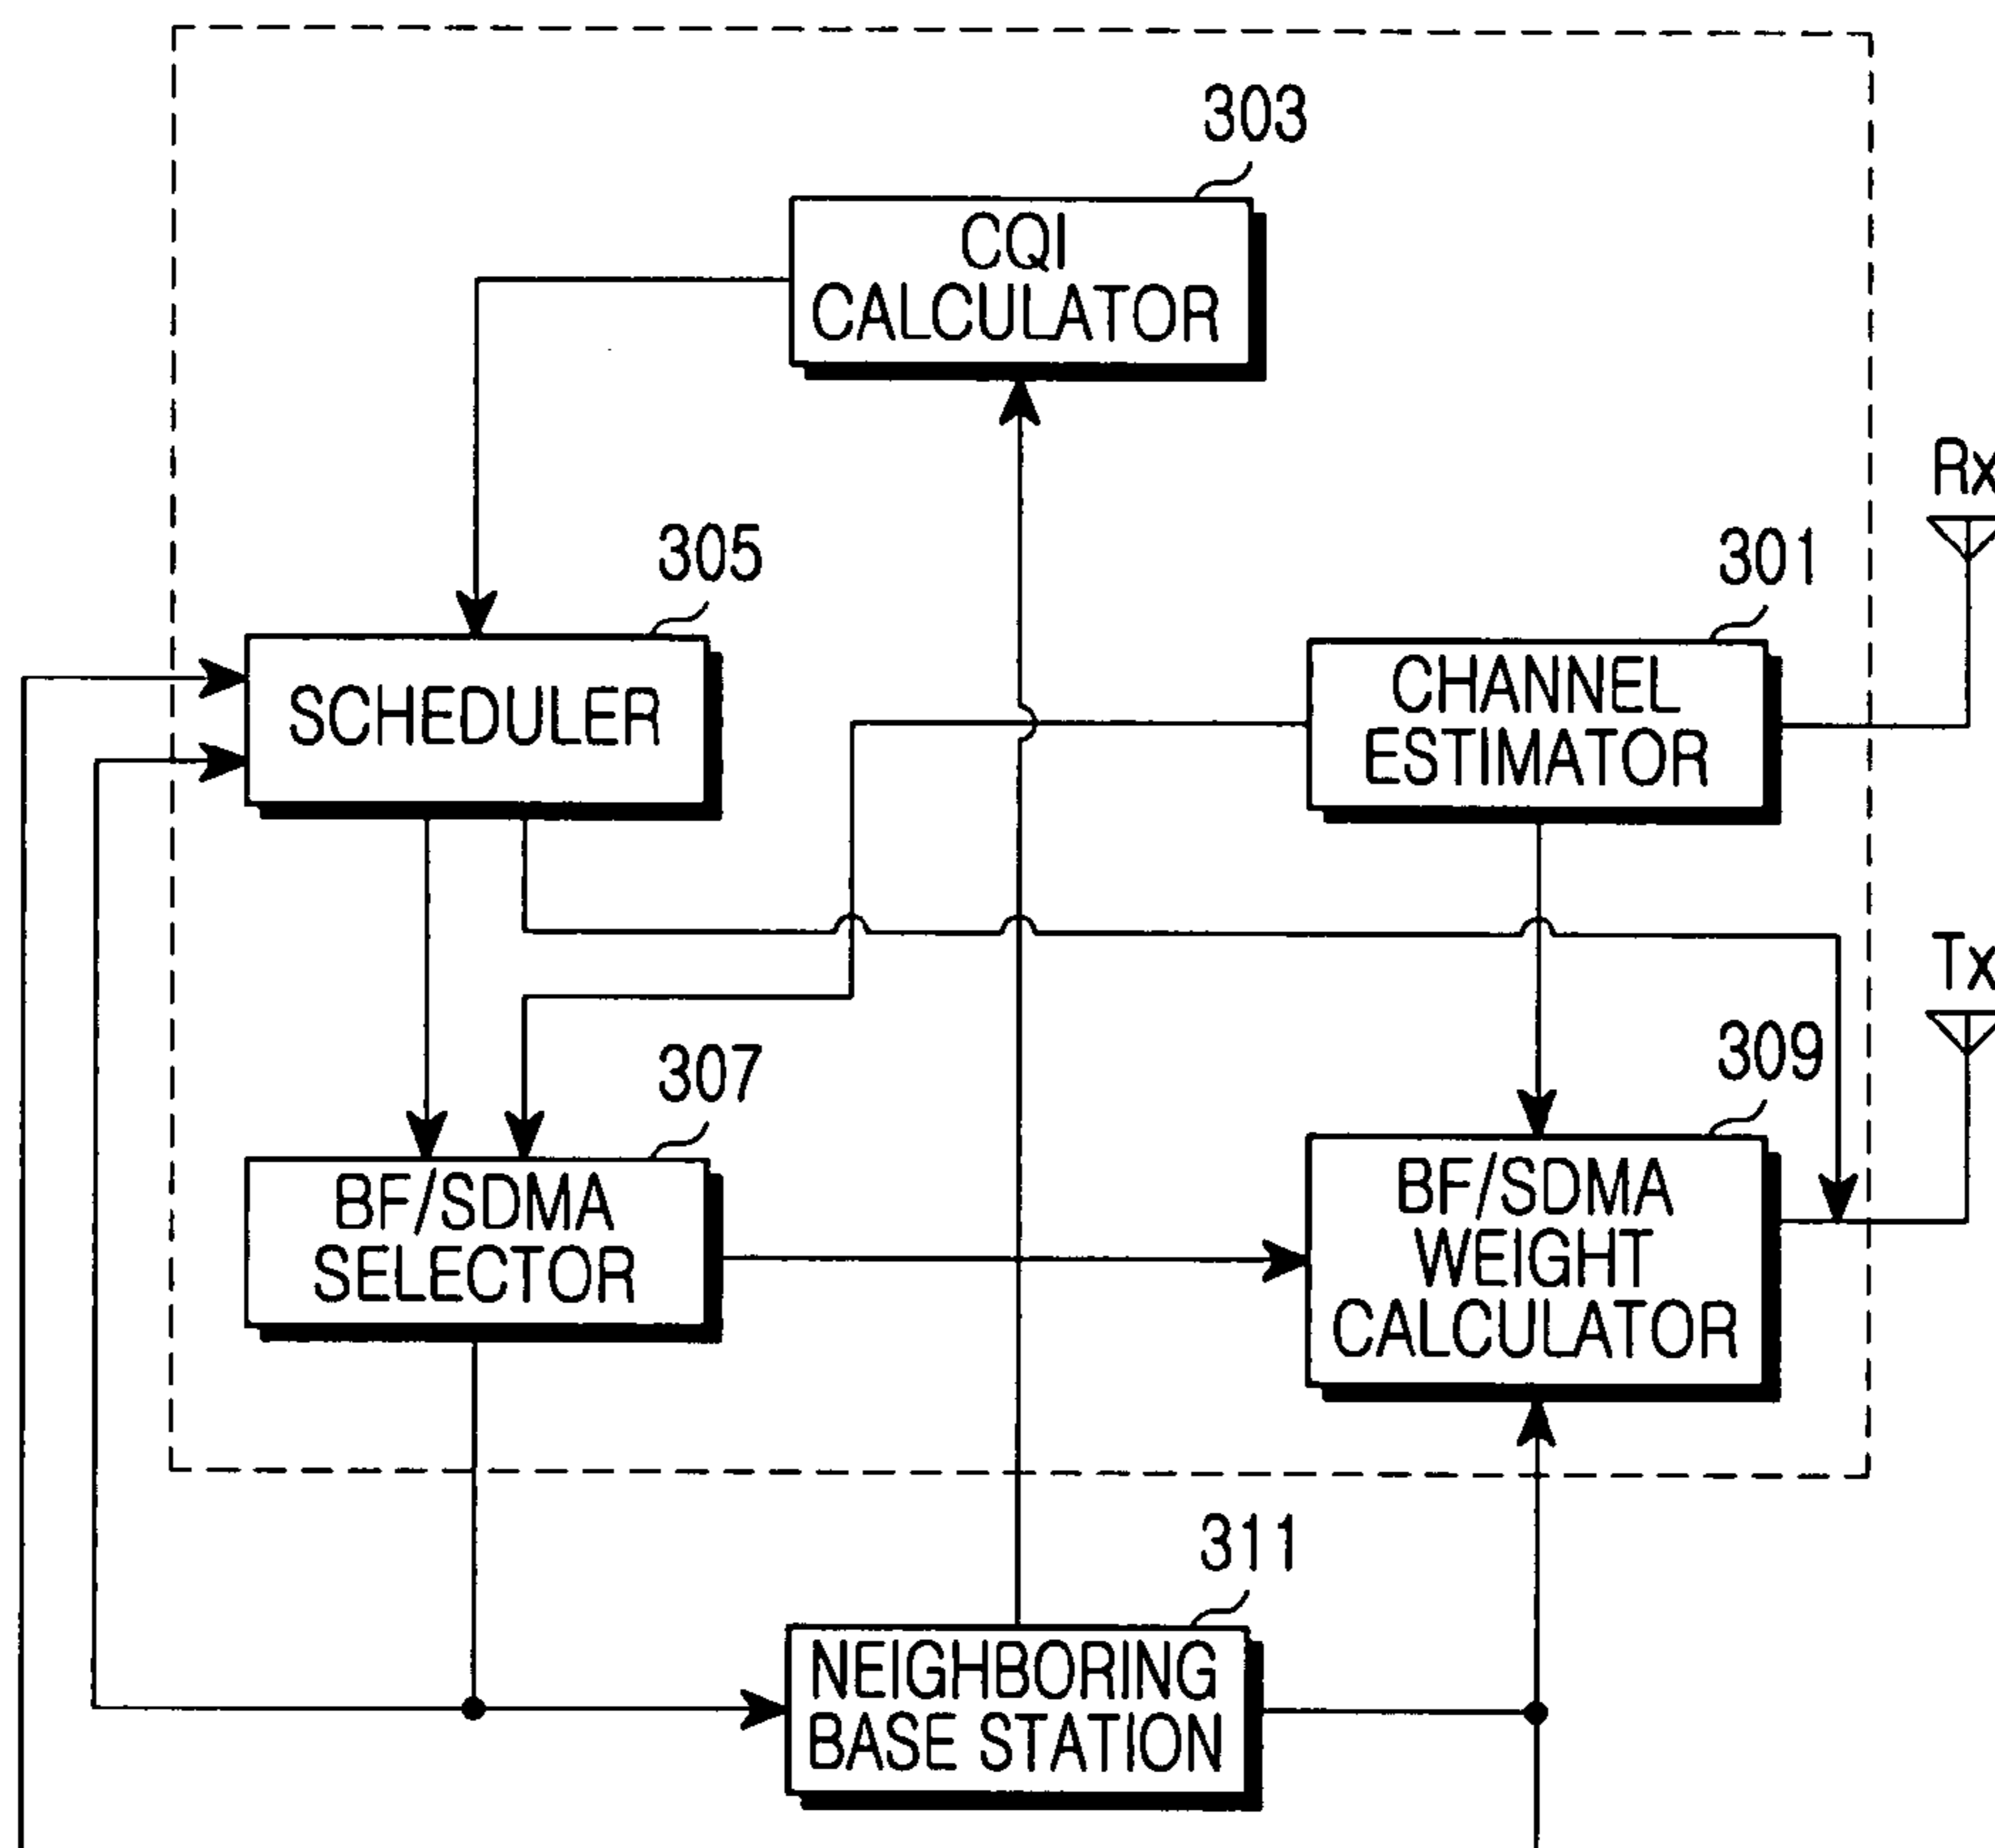 303
CQI
CALCULATOR
Rx
305
301
SCHEDULER
CHANNEL
ESTIMATOR
Tx
307
309
BF/SDMA
SELECTOR
BF/SDMA
WEIGHT
CALCULATOR
311
NEIGHBORING
BASE STATION